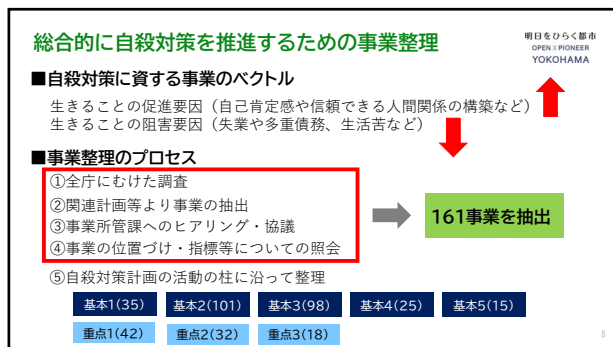 総合的に自殺対策を推進するための事業整理
明日をひらく都市
OPEN×PIONEER
YOKOHAMA
■自殺対策に資する事業のベクトル
生きることの促進要因（自己肯定感や信頼できる人間関係の構築など）
生きることの阻害要因（失業や多重債務、生活苦など）
■事業整理のプロセス
①全庁にむけた調査
②関連計画等より事業の抽出
③事業所管課へのヒアリング・協議
④事業の位置づけ・指標等についての照会
161事業を抽出
⑤自殺対策計画の活動の柱に沿って整理
基本1(35) 基本2(101) 基本3(98) 基本4(25) 基本5(15)
重点1(42) 重点2(32) 重点3(18)
8